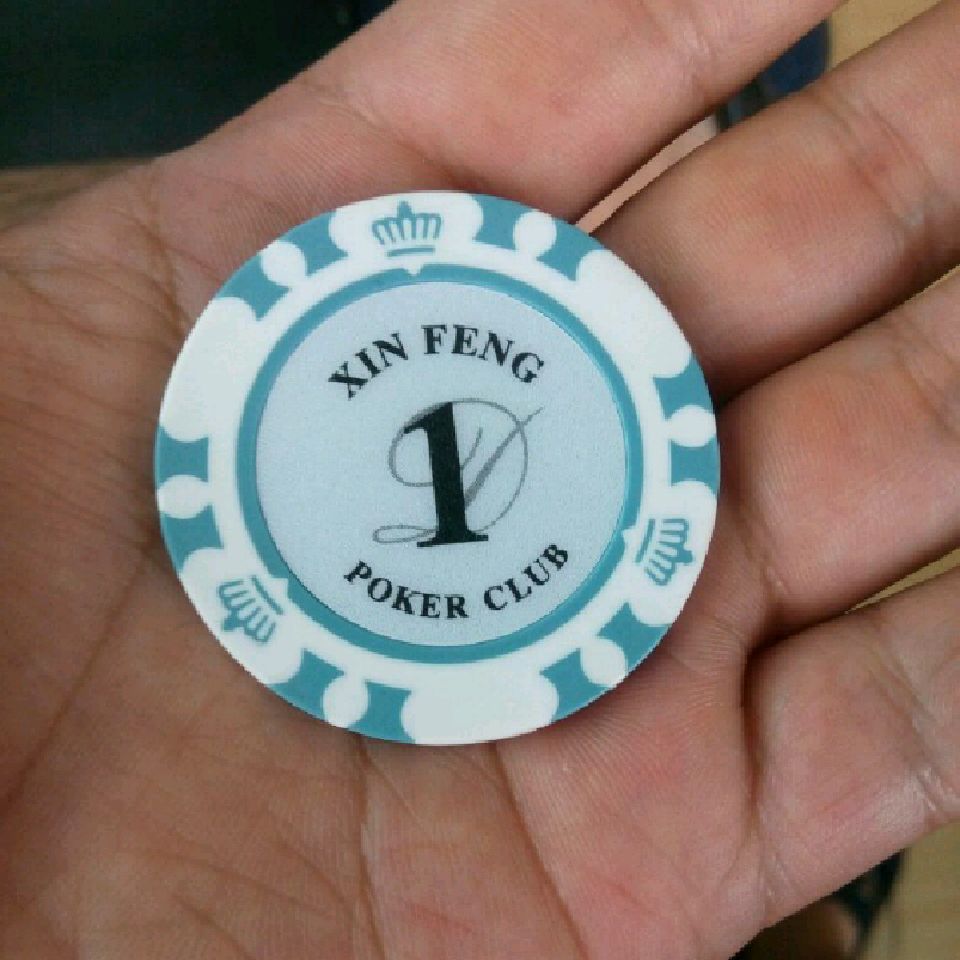 XIN FENG
1
POKER CLUB